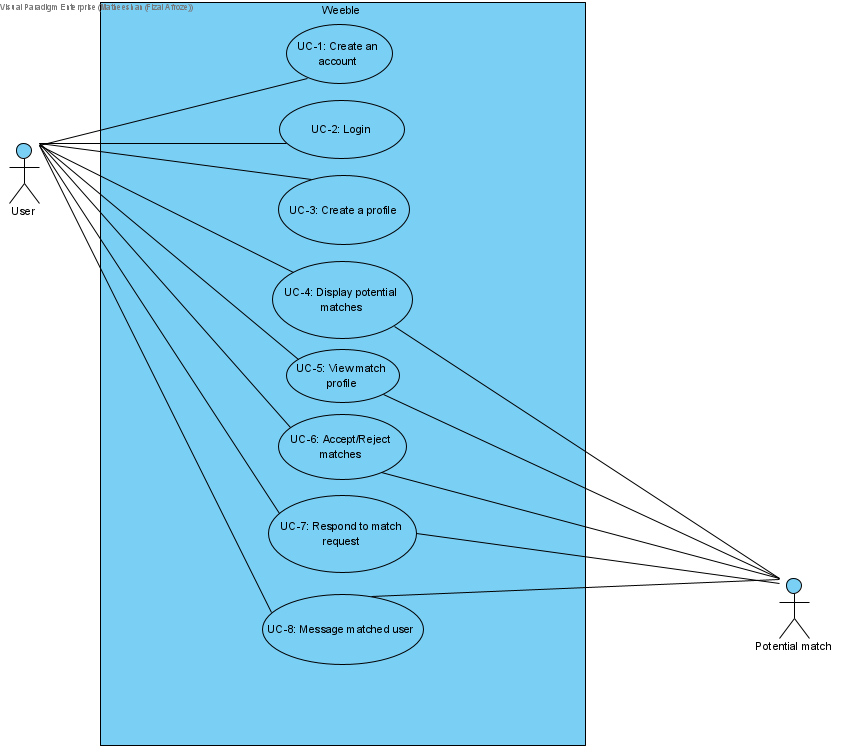 Visual Paradigm Enterprise
Weeble
UC-1: Create an
account
UC-2: Login
User
UC-3: Create a profile
UC-4: Display potential
matches
UC-5: View match
profile
UC-6: Accept/Reject
matches
UC-7: Respond to match
request
UC-8: Message matched user
Potential match